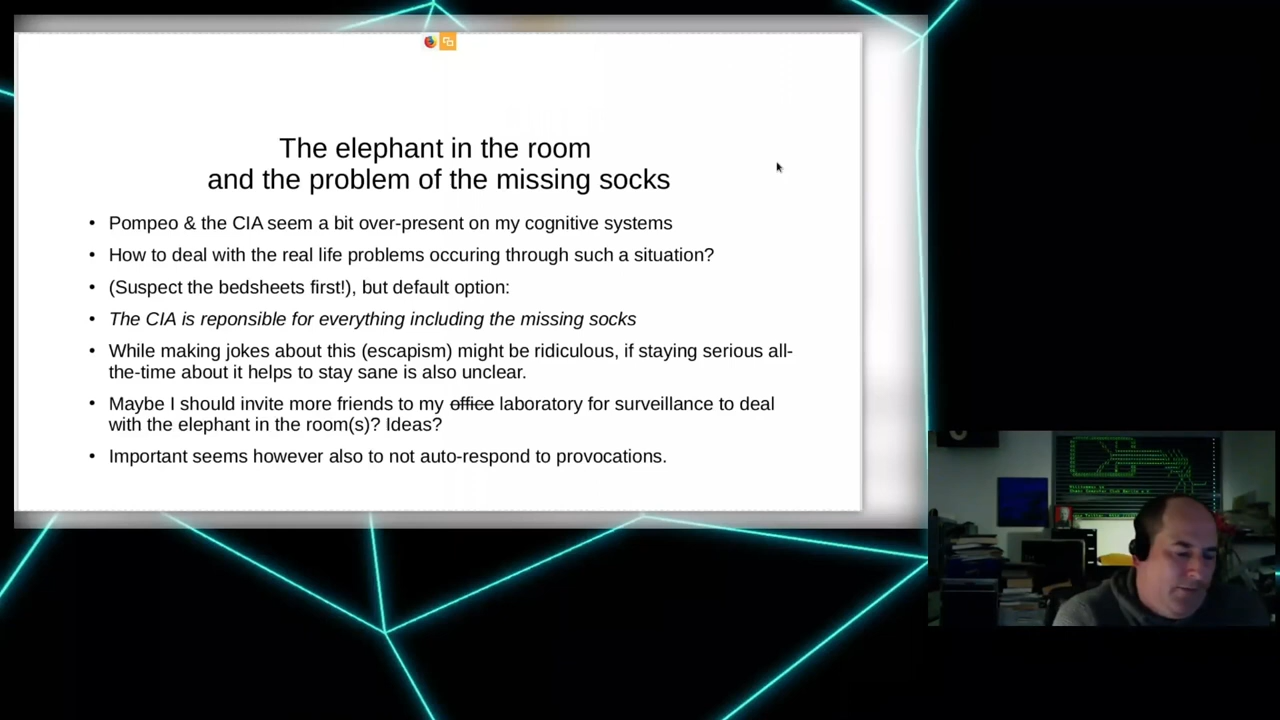 The elephant in the room
and the problem of the missing socks
• Pompeo & the CIA seem a bit over-present on my cognitive systems
• How to deal with the real life problems occuring through such a situation?
• (Suspect the bedsheets first!), but default option:
• The CIA is reponsible for everything including the missing socks
• While making jokes about this (escapism) might be ridiculous, if staying serious all-
the-time about it helps to stay sane is also unclear.
• Maybe I should invite more friends to my office laboratory for surveillance to deal
with the elephant in the room(s)? Ideas?
• Important seems however also to not auto-respond to provocations.